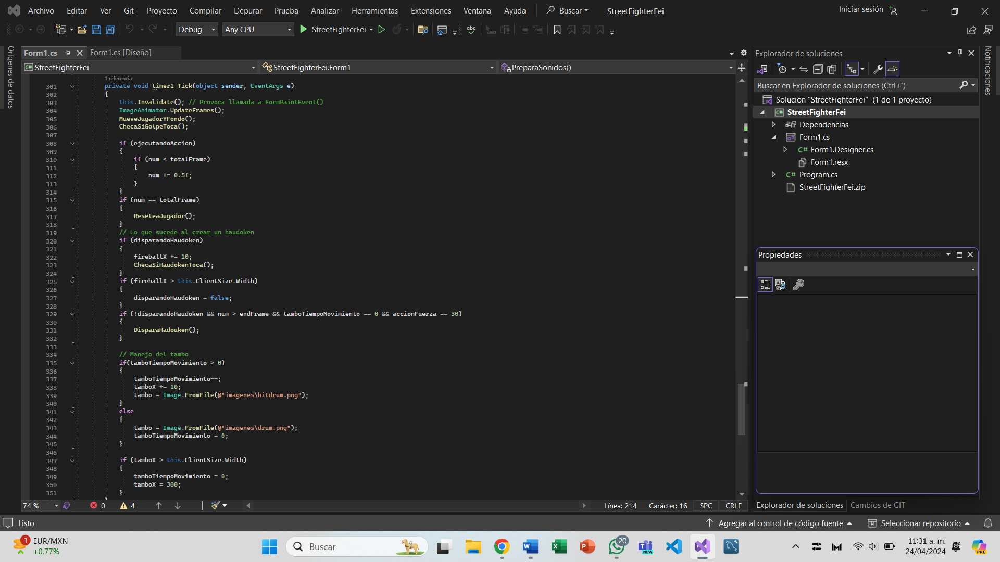 Archivo Editar Ver Git Proyecto Compilar Depurar Prueba Analizar Herramientas Extensiones Ventana Ayuda Buscar StreetFighterFei Iniciar sesión
Debug Any CPU StreetFighterFei abc
Orígenes de datos
Form1.cs Form1.cs [Diseño]
C# StreetFighterFei StreetFighterFei.Form1 PreparaSonidos()
1 referencia
301 private void timer1_Tick(object sender, EventArgs e)
302 {
303 this.Invalidate(); // Provoca llamada a FormPaintEvent()
304 ImageAnimator.UpdateFrames();
305 MueveJugadorYFondo();
306 ChecaSiGolpeToca();
307
308 if (ejecutandoAccion)
309 {
310 if (num < totalFrame)
311 {
312 num += 0.5f;
313 }
314 }
315 if (num == totalFrame)
316 {
317 ReseteaJugador();
318 }
319 // Lo que sucede al crear un haudoken
320 if (disparandoHaudoken)
321 {
322 fireballX += 10;
323 ChecaSiHaudokenToca();
324 }
325 if (fireballX > this.ClientSize.Width)
326 {
327 disparandoHaudoken = false;
328 }
329 if (!disparandoHaudoken && num > endFrame && tamboTiempoMovimiento == 0 && accionFuerza == 30)
330 {
331 DisparaHadouken();
332 }
333
334 // Manejo del tambo
335 if(tamboTiempoMovimiento > 0)
336 {
337 tamboTiempoMovimiento--;
338 tamboX += 10;
339 tambo = Image.FromFile(@"imagenes\hitdrum.png");
340 }
341 else
342 {
343 tambo = Image.FromFile(@"imagenes\drum.png");
344 tamboTiempoMovimiento = 0;
345 }
346
347 if (tamboX > this.ClientSize.Width)
348 {
349 tamboTiempoMovimiento = 0;
350 tamboX = 300;
351 }
74 % 0 4 Línea: 214 Carácter: 16 SPC CRLF
Explorador de soluciones
Buscar en Explorador de soluciones (Ctrl+´)
Solución "StreetFighterFei" (1 de 1 proyecto)
C# StreetFighterFei
Dependencias
Form1.cs
C# Form1.Designer.cs
Form1.resx
C# Program.cs
StreetFighterFei.zip
Propiedades
Explorador de soluciones Cambios de GIT
Notificaciones
Listo Agregar al control de código fuente Seleccionar repositorio
1 EUR/MXN
+0.77%
Buscar
20
NEW
11:31 a. m.
24/04/2024
PRE